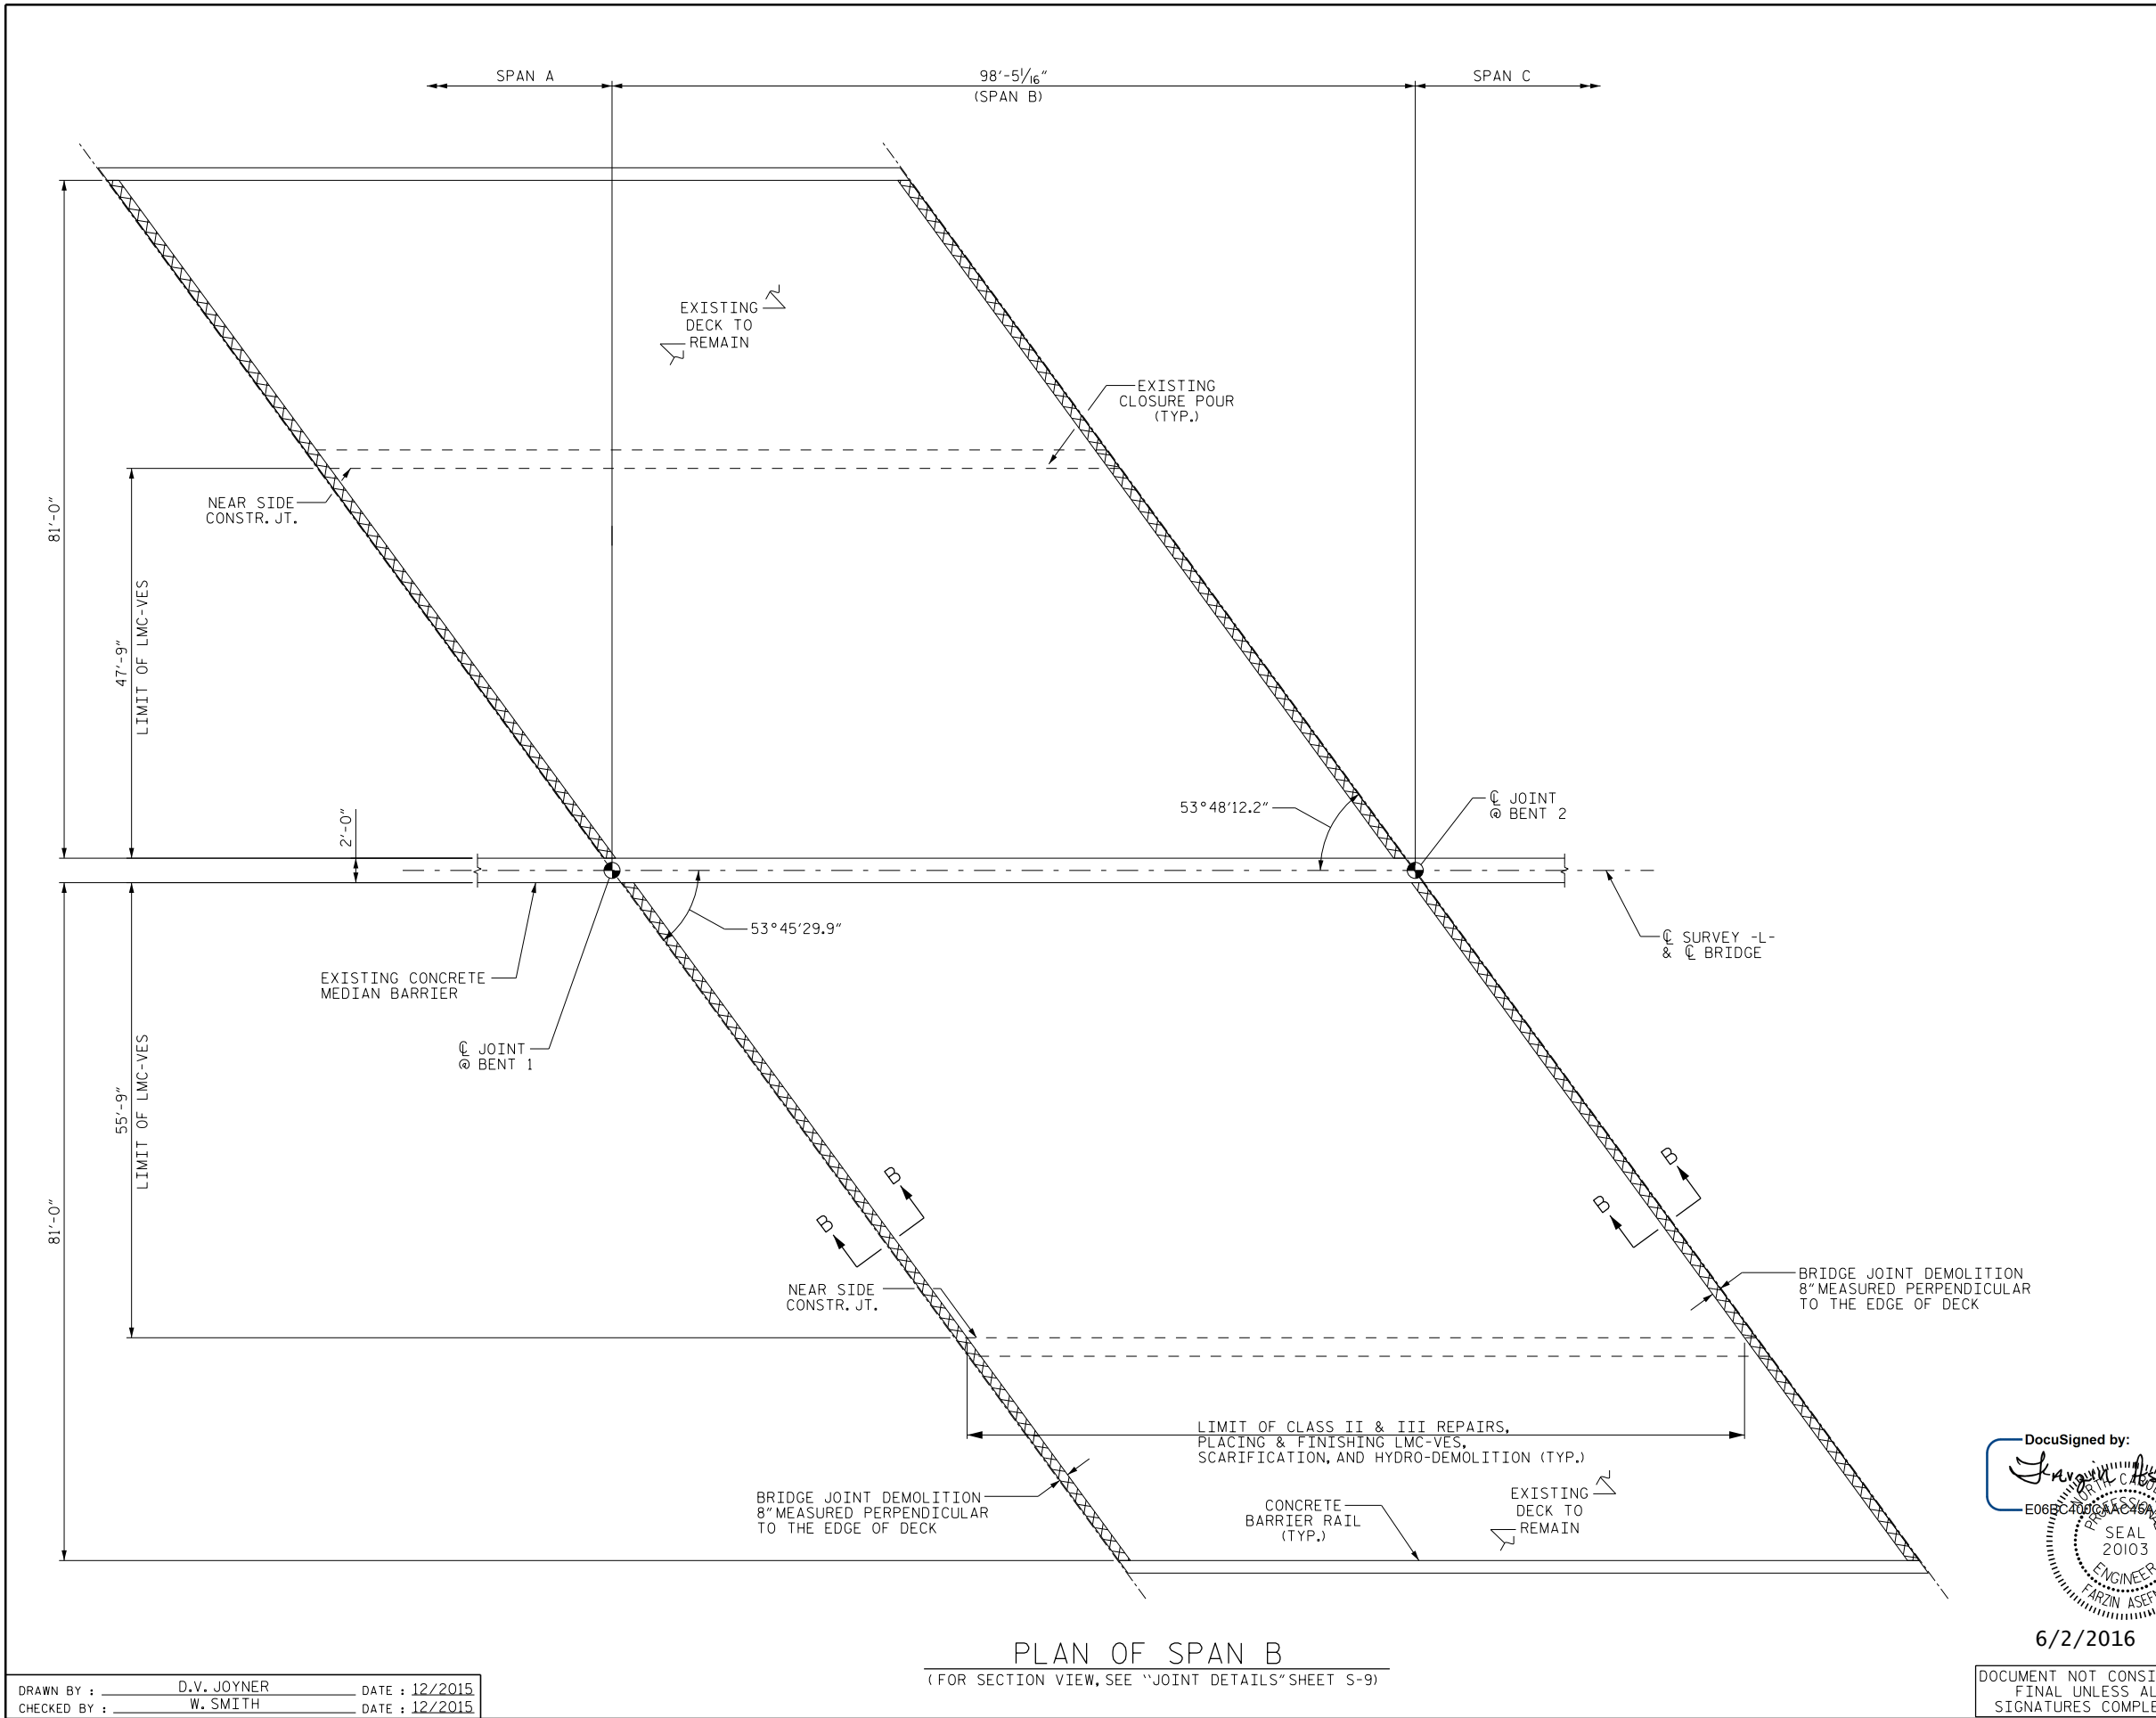 SPAN A
98'-5 1/16"
(SPAN B)
SPAN C
EXISTING
DECK TO
REMAIN
EXISTING
CLOSURE POUR
(TYP.)
81'-0"
47'-9"
LIMIT OF LMC-VES
NEAR SIDE
CONSTR. JT.
2'-0"
53°48'12.2"
℄ JOINT
@ BENT 2
53°45'29.9"
℄ SURVEY -L-
& ℄ BRIDGE
EXISTING CONCRETE
MEDIAN BARRIER
℄ JOINT
@ BENT 1
55'-9"
LIMIT OF LMC-VES
81'-0"
B
B
B
B
NEAR SIDE
CONSTR. JT.
BRIDGE JOINT DEMOLITION
8" MEASURED PERPENDICULAR
TO THE EDGE OF DECK
LIMIT OF CLASS II & III REPAIRS,
PLACING & FINISHING LMC-VES,
SCARIFICATION, AND HYDRO-DEMOLITION (TYP.)
BRIDGE JOINT DEMOLITION
8" MEASURED PERPENDICULAR
TO THE EDGE OF DECK
CONCRETE
BARRIER RAIL
(TYP.)
EXISTING
DECK TO
REMAIN
DocuSigned by:
SEAL
20103
FARZIN
6/2/2016
PLAN OF SPAN B
(FOR SECTION VIEW, SEE "JOINT DETAILS" SHEET S-9)
DRAWN BY : D.V. JOYNER DATE : 12/2015
CHECKED BY : W. SMITH DATE : 12/2015
DOCUMENT NOT
FINAL UNLESS
SIGNATURES